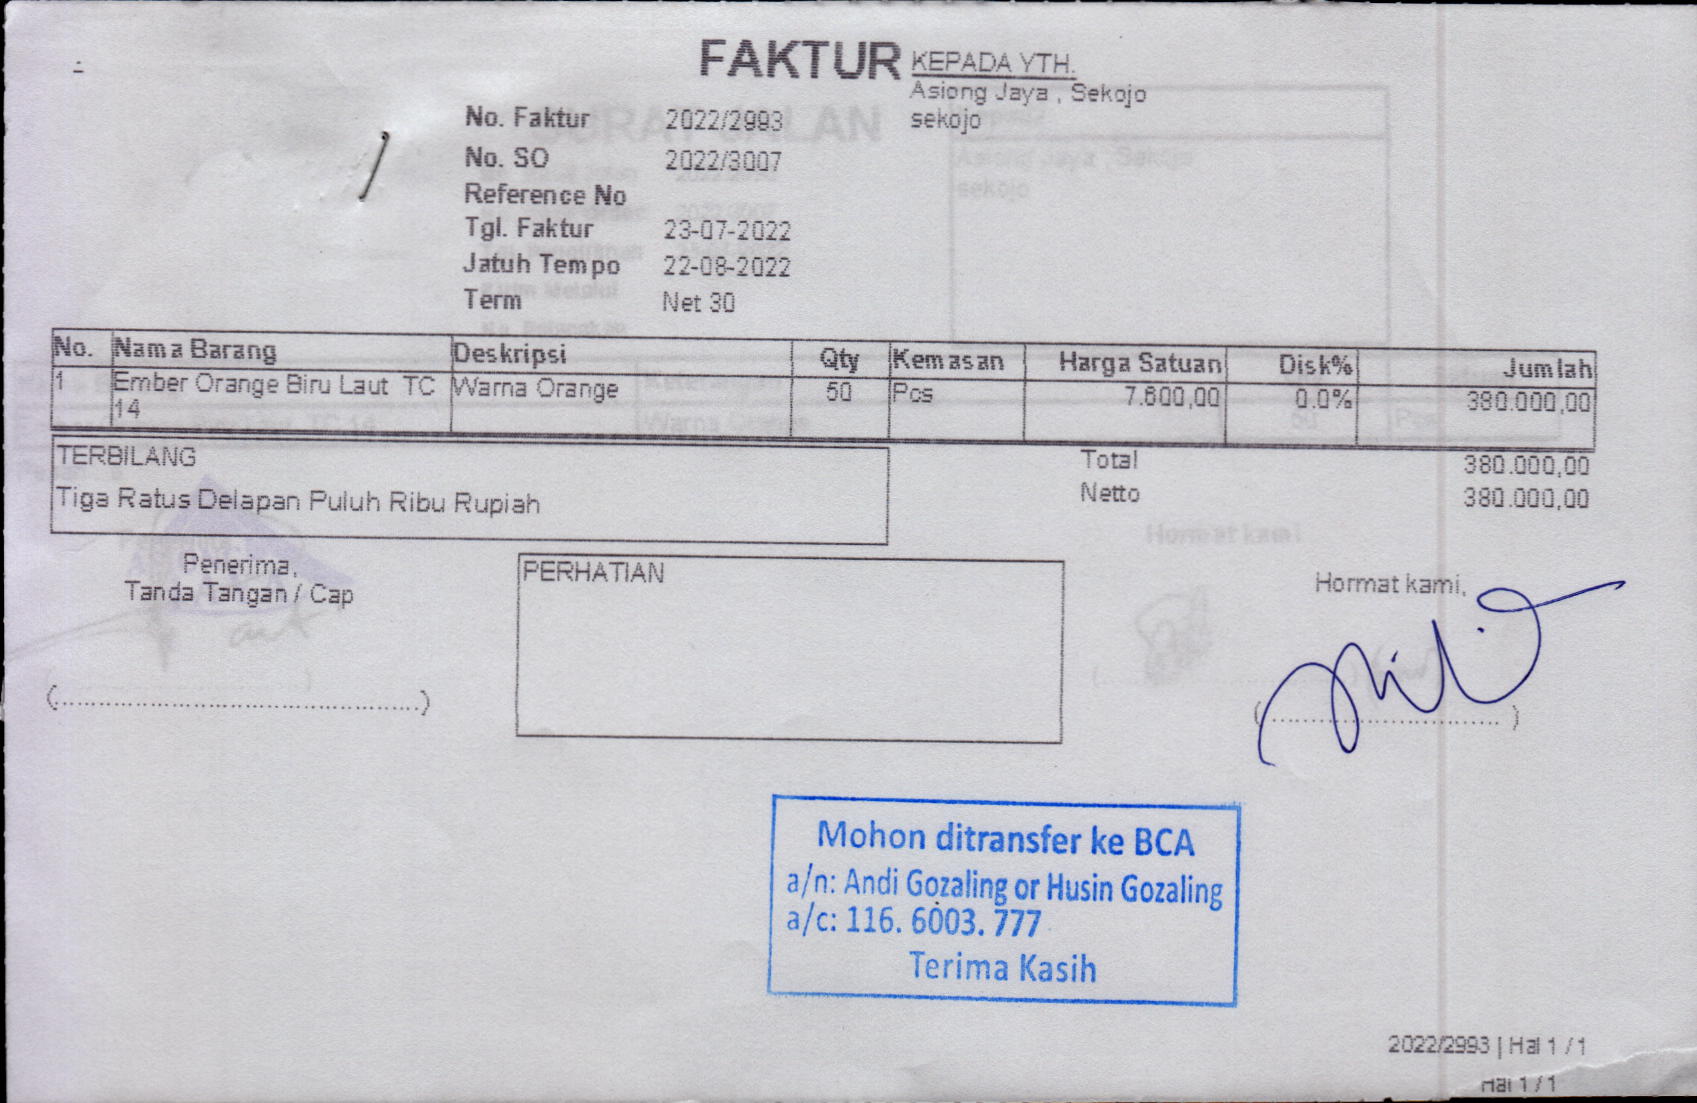 FAKTUR
KEPADA YTH.
Asiong Jaya , Sekojo
sekojo
No. Faktur 2022/2993
No. SO 2022/3007
Reference No
Tgl. Faktur 23-07-2022
Jatuh Tempo 22-08-2022
Term Net 30
No. Nama Barang Deskripsi Qty Kemasan Harga Satuan Disk% Jumlah
1 Ember Orange Biru Laut TC Warna Orange 50 Pcs 7.600,00 0.0% 380.000,00
14
TERBILANG
Tiga Ratus Delapan Puluh Ribu Rupiah
Total 380.000,00
Netto 380.000,00
Penerima,
Tanda Tangan / Cap
PERHATIAN
Hormat kami,
(................................................)
(................................)
Mohon ditransfer ke BCA
a/n: Andi Gozaling or Husin Gozaling
a/c: 116. 6003. 777
Terima Kasih
2022/2993 | Hal 1 / 1
Hal 1 / 1